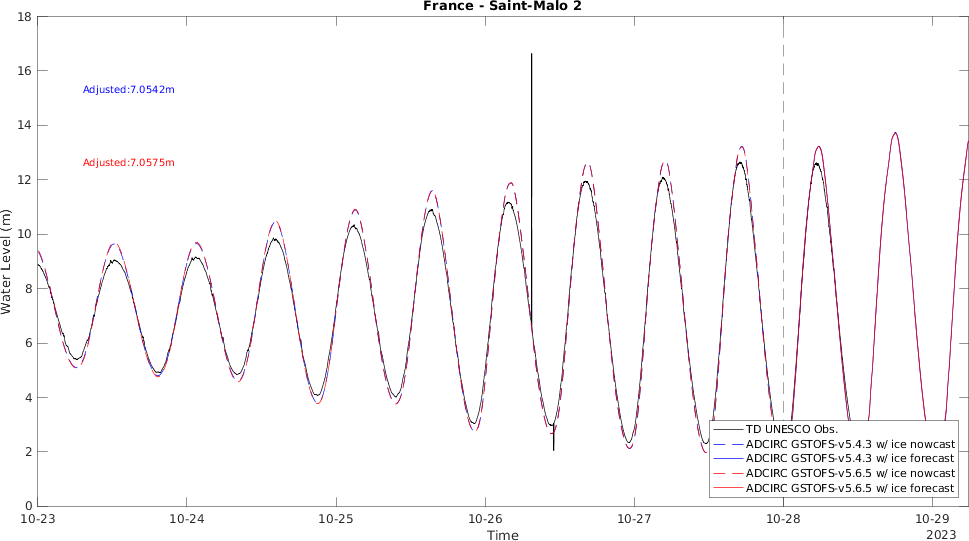 France - Saint-Malo 2
18
16
14
12
10
8
6
4
2
0
Water Level (m)
Adjusted:7.0542m
Adjusted:7.0575m
TD UNESCO Obs.
ADCIRC GSTOFS-v5.4.3 w/ ice nowcast
ADCIRC GSTOFS-v5.4.3 w/ ice forecast
ADCIRC GSTOFS-v5.6.5 w/ ice nowcast
ADCIRC GSTOFS-v5.6.5 w/ ice forecast
10-23 10-24 10-25 10-26 10-27 10-28 10-29
Time
2023